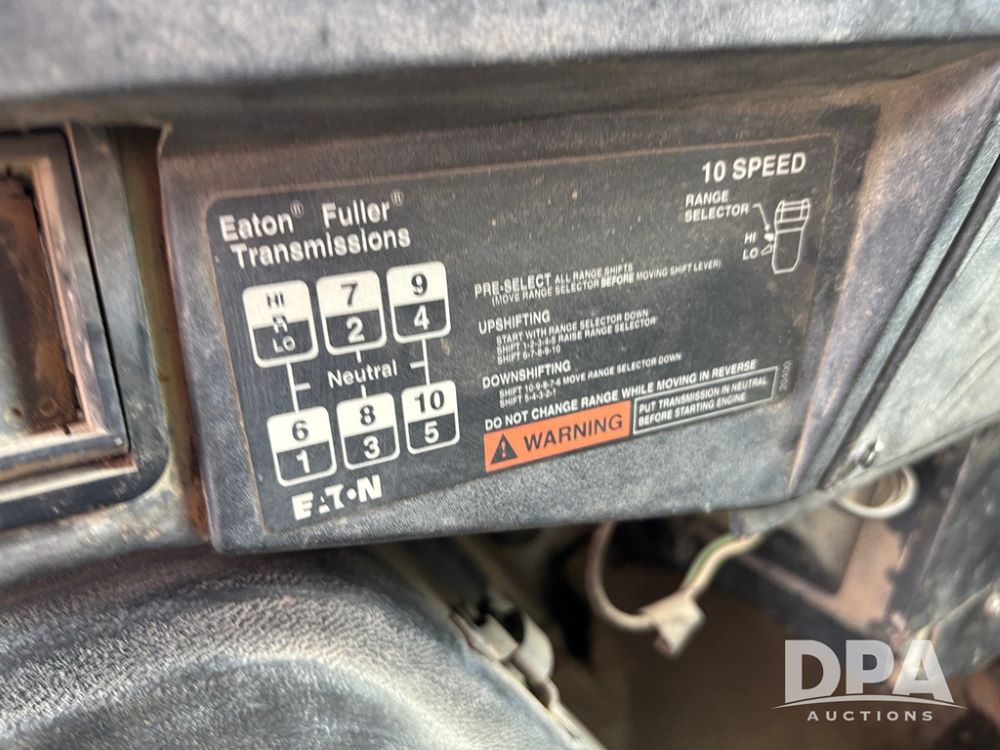 10 SPEED
Eaton® Fuller®
Transmissions
RANGE
SELECTOR
HI
LO
HI
R
LO
7
2
9
4
Neutral
6
1
8
3
10
5
EATON
PRE-SELECT ALL RANGE SHIFTS
(MOVE RANGE SELECTOR BEFORE MOVING SHIFT LEVER)
UPSHIFTING
START WITH RANGE SELECTOR DOWN
SHIFT 1-2-3-4-5 RAISE RANGE SELECTOR
SHIFT 6-7-8-9-10
DOWNSHIFTING
SHIFT 10-9-8-7-6 MOVE RANGE SELECTOR DOWN
SHIFT 5-4-3-2-1
DO NOT CHANGE RANGE WHILE MOVING IN REVERSE
WARNING
PUT TRANSMISSION IN NEUTRAL
BEFORE STARTING ENGINE
DPA
AUCTIONS